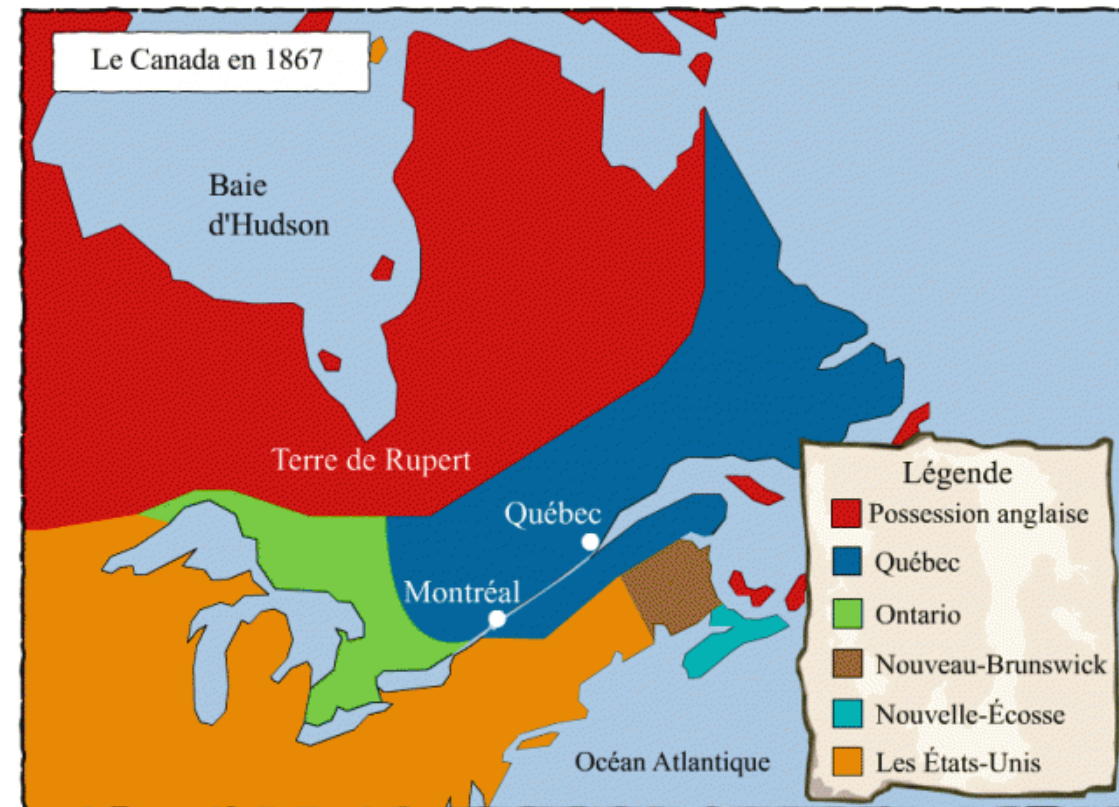 Le Canada en 1867
Baie
d'Hudson
Terre de Rupert
Québec
Montréal
Océan Atlantique
Légende
Possession anglaise
Québec
Ontario
Nouveau-Brunswick
Nouvelle-Écosse
Les États-Unis